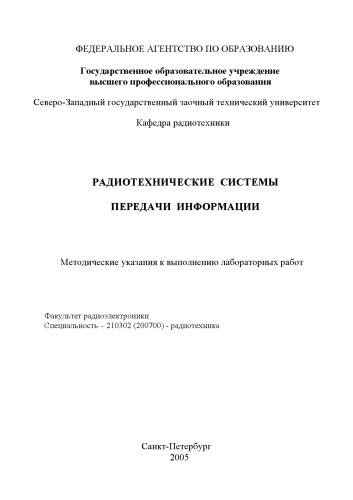 ФЕДЕРАЛЬНОЕ АГЕНТСТВО ПО ОБРАЗОВАНИЮ
Государственное образовательное учреждение
высшего профессионального образования
Северо-Западный государственный заочный технический университет
Кафедра радиотехники
РАДИОТЕХНИЧЕСКИЕ СИСТЕМЫ
ПЕРЕДАЧИ ИНФОРМАЦИИ
Методические указания к выполнению лабораторных работ
Факультет радиоэлектроники
Специальность – 210302 (200700) - радиотехника
Санкт-Петербург
2005